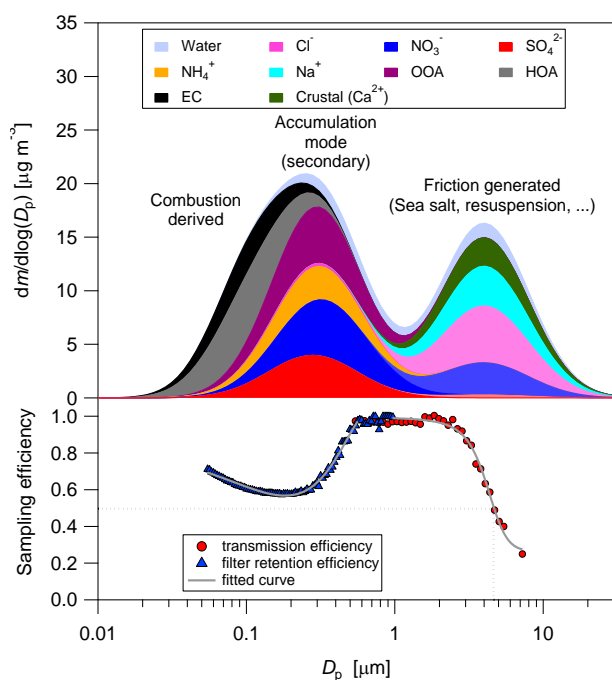 35
30
25
20
15
10
5
0
dm/dlog(Dp) [µg m⁻³]
Water Cl⁻ NO₃⁻ SO₄²⁻
NH₄⁺ Na⁺ OOA HOA
EC Crustal (Ca²⁺)
Accumulation
mode
(secondary)
Combustion
derived
Friction generated
(Sea salt, resuspension, ...)
1.0
0.8
0.6
0.4
0.2
0.0
Sampling efficiency
transmission efficiency
filter retention efficiency
fitted curve
0.01 0.1 1 10
Dp [µm]